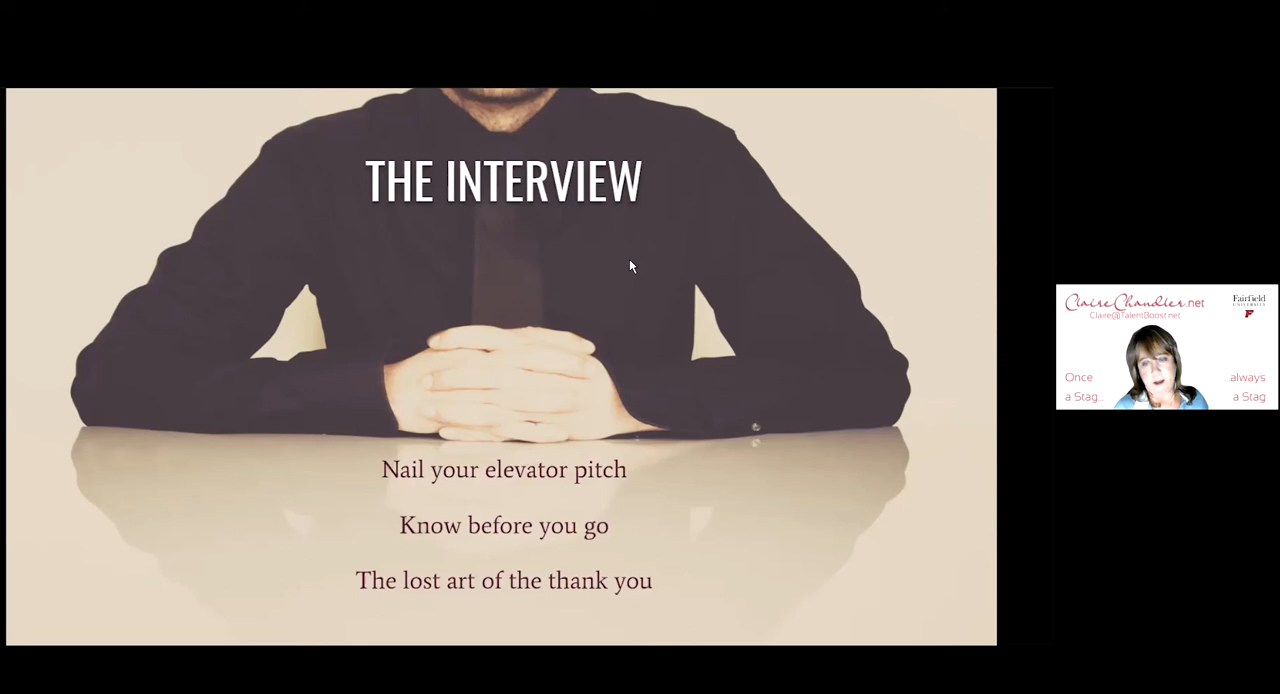 THE INTERVIEW
Nail your elevator pitch
Know before you go
The lost art of the thank you
ClaireChandler.net
Claire@TalentBoost.net
Fairfield
UNIVERSITY
F
Once
a Stag...
...always
a Stag